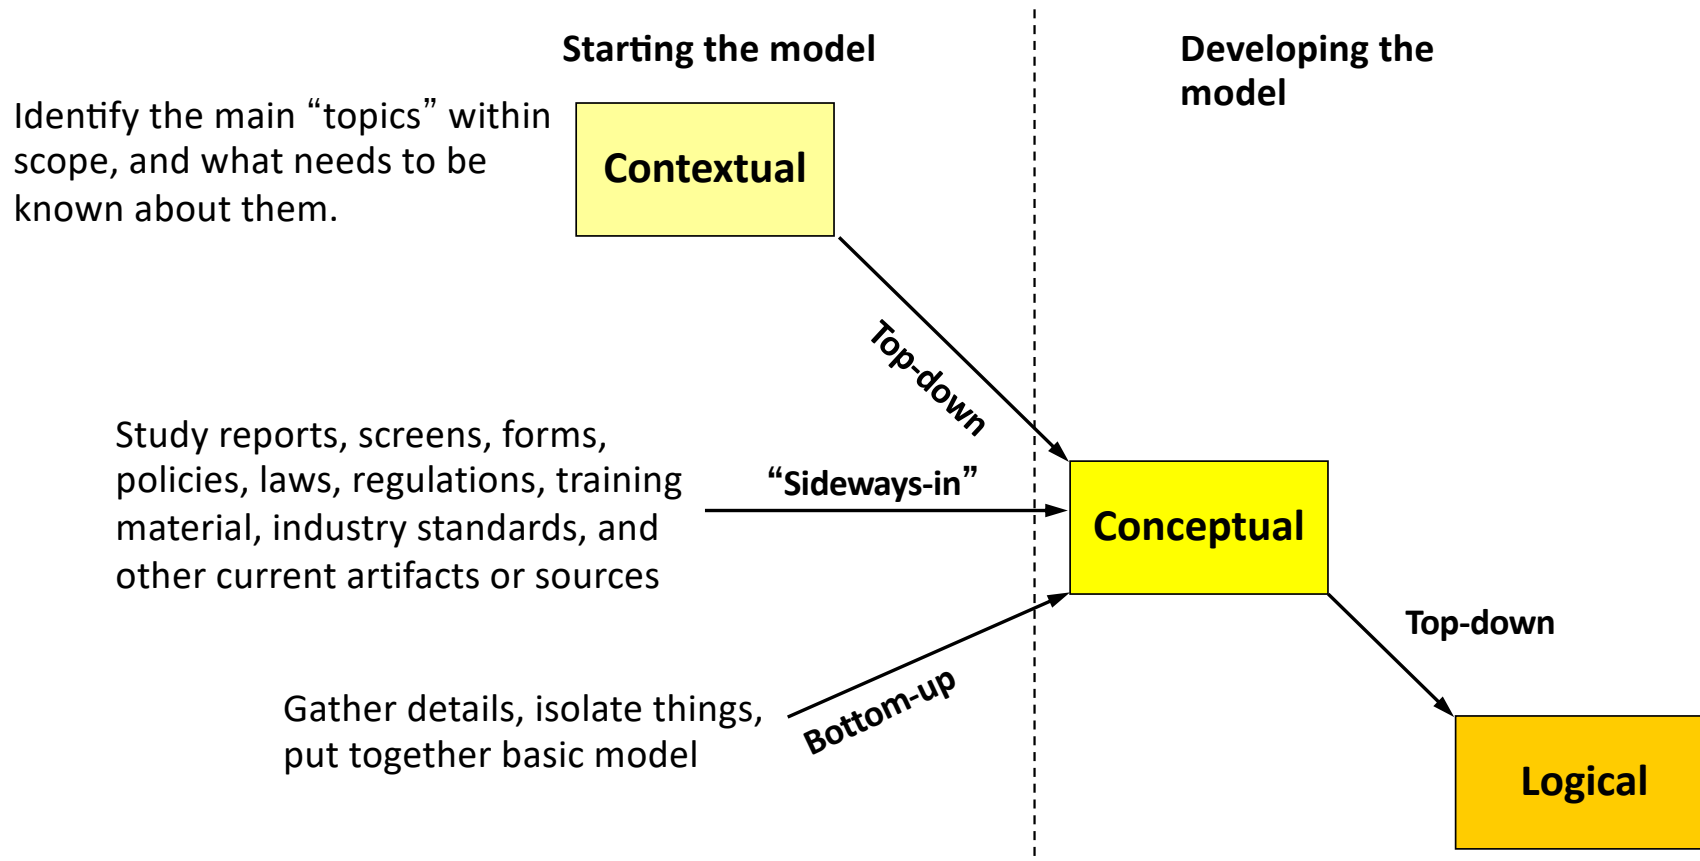 Starting the model
Developing the
model
Identify the main “topics” within
scope, and what needs to be
known about them.
Contextual
Top-down
Study reports, screens, forms,
policies, laws, regulations, training
material, industry standards, and
other current artifacts or sources
“Sideways-in”
Conceptual
Top-down
Gather details, isolate things,
put together basic model
Bottom-up
Logical